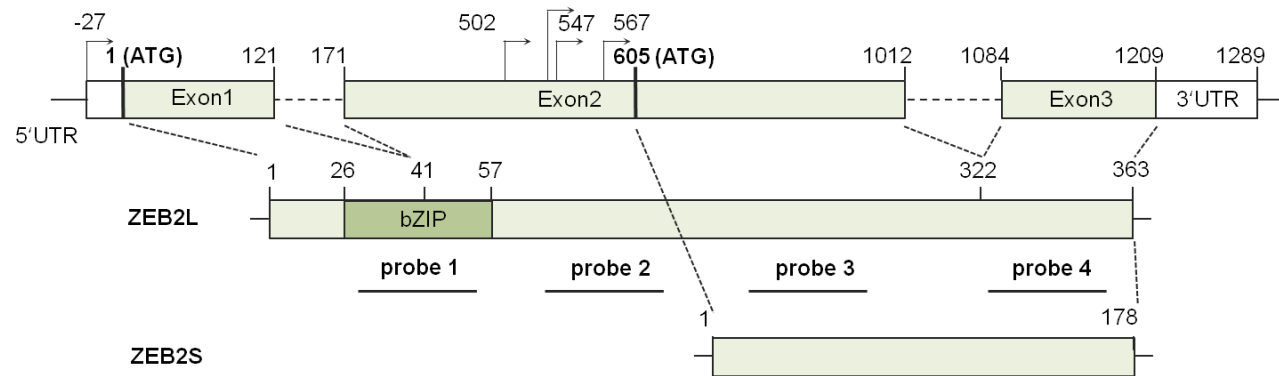 -27 502 547 567
1 (ATG) 121 171 605 (ATG) 1012 1084 1209 1289
Exon1 Exon2 Exon3 3'UTR
5'UTR
1 26 41 57 322 363
ZEB2L bZIP
probe 1 probe 2 probe 3 probe 4
1 178
ZEB2S